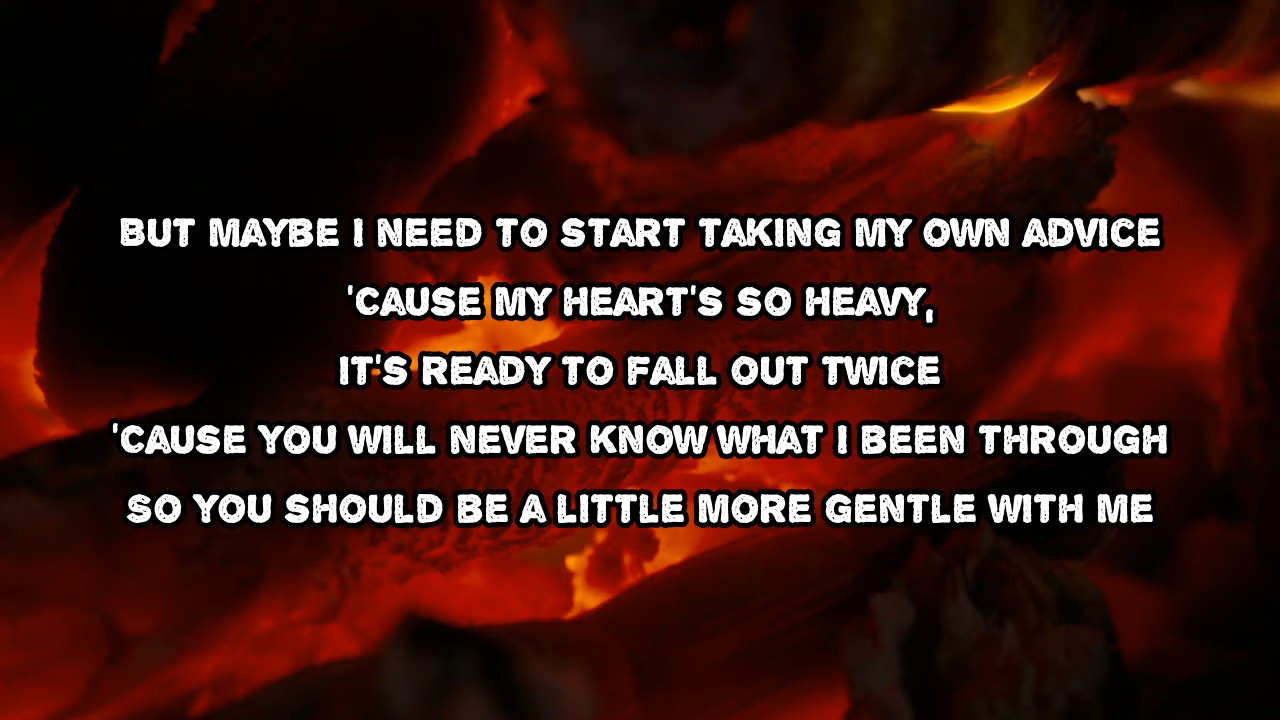 BUT MAYBE I NEED TO START TAKING MY OWN ADVICE
'CAUSE MY HEART'S SO HEAVY,
IT'S READY TO FALL OUT TWICE
'CAUSE YOU WILL NEVER KNOW WHAT I BEEN THROUGH
SO YOU SHOULD BE A LITTLE MORE GENTLE WITH ME